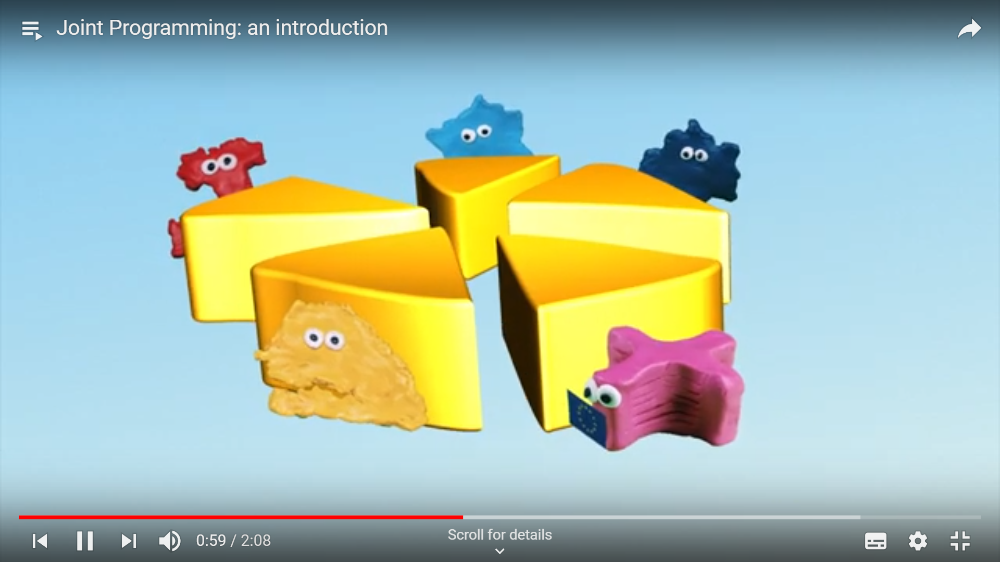 Joint Programming: an introduction
Scroll for details
0:59 / 2:08